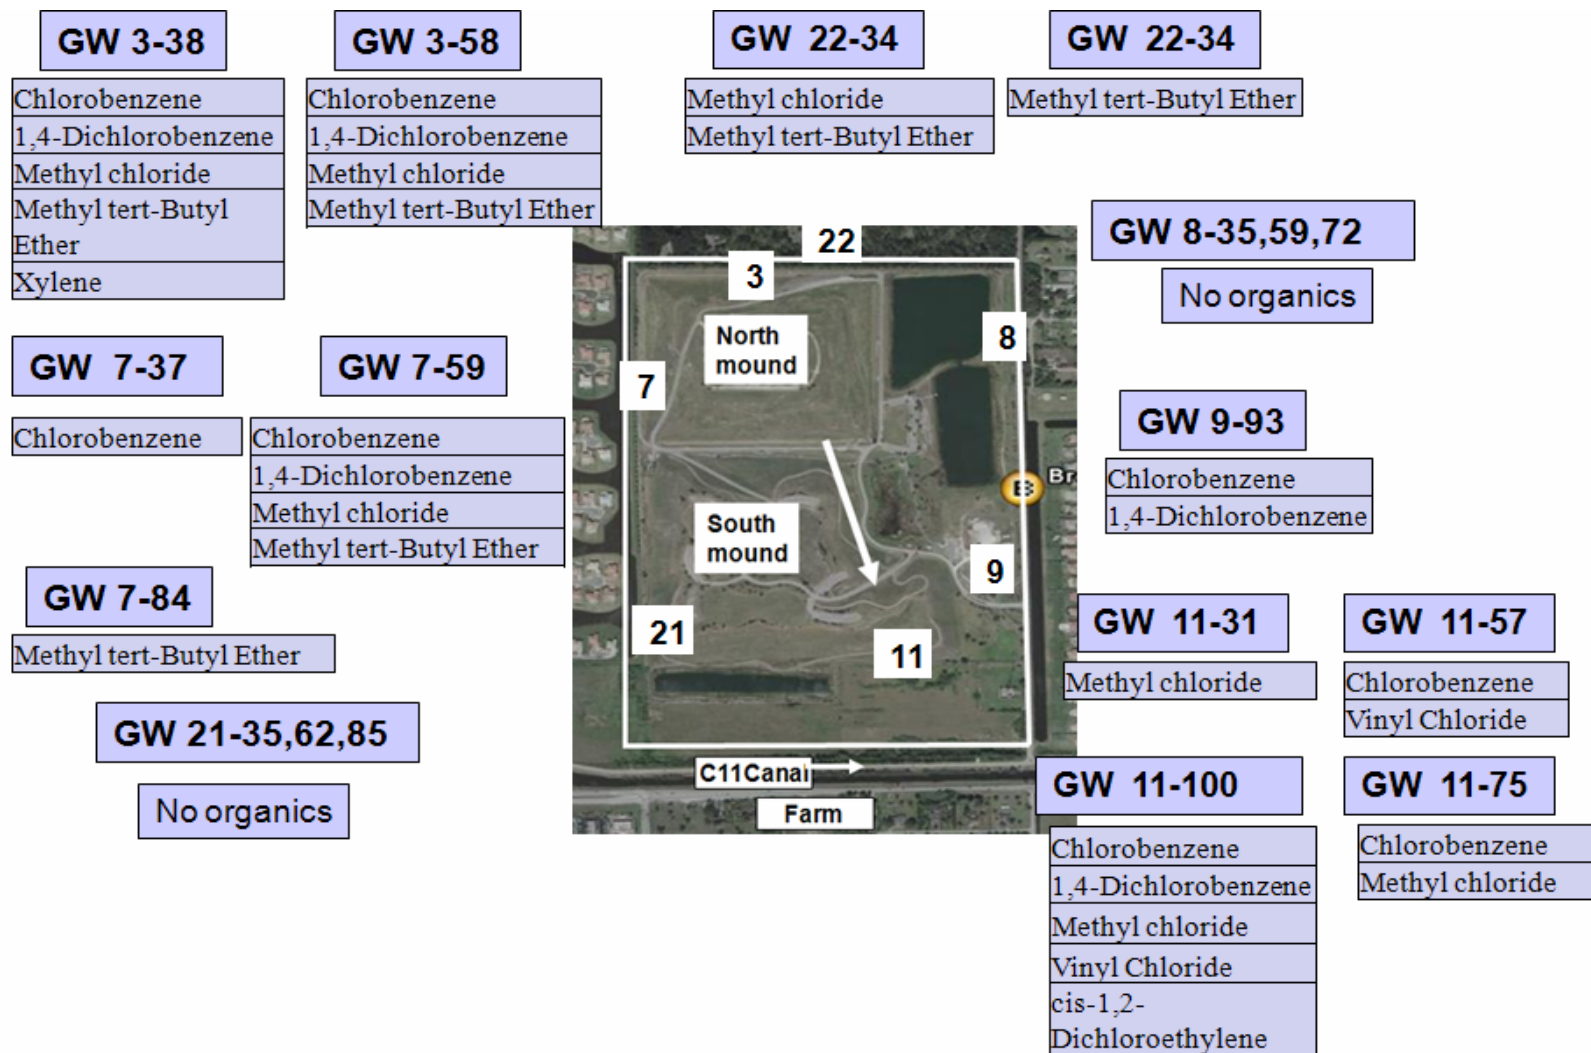 GW 3-38
Chlorobenzene
1,4-Dichlorobenzene
Methyl chloride
Methyl tert-Butyl
Ether
Xylene
GW 3-58
Chlorobenzene
1,4-Dichlorobenzene
Methyl chloride
Methyl tert-Butyl Ether
GW 22-34
Methyl chloride
Methyl tert-Butyl Ether
GW 22-34
Methyl tert-Butyl Ether
GW 8-35,59,72
No organics
GW 7-37
Chlorobenzene
GW 7-59
Chlorobenzene
1,4-Dichlorobenzene
Methyl chloride
Methyl tert-Butyl Ether
22
3
North
mound
8
7
South
mound
B
Br
9
21
11
C11Canal
Farm
GW 9-93
Chlorobenzene
1,4-Dichlorobenzene
GW 7-84
Methyl tert-Butyl Ether
GW 21-35,62,85
No organics
GW 11-31
Methyl chloride
GW 11-57
Chlorobenzene
Vinyl Chloride
GW 11-100
Chlorobenzene
1,4-Dichlorobenzene
Methyl chloride
Vinyl Chloride
cis-1,2-
Dichloroethylene
GW 11-75
Chlorobenzene
Methyl chloride